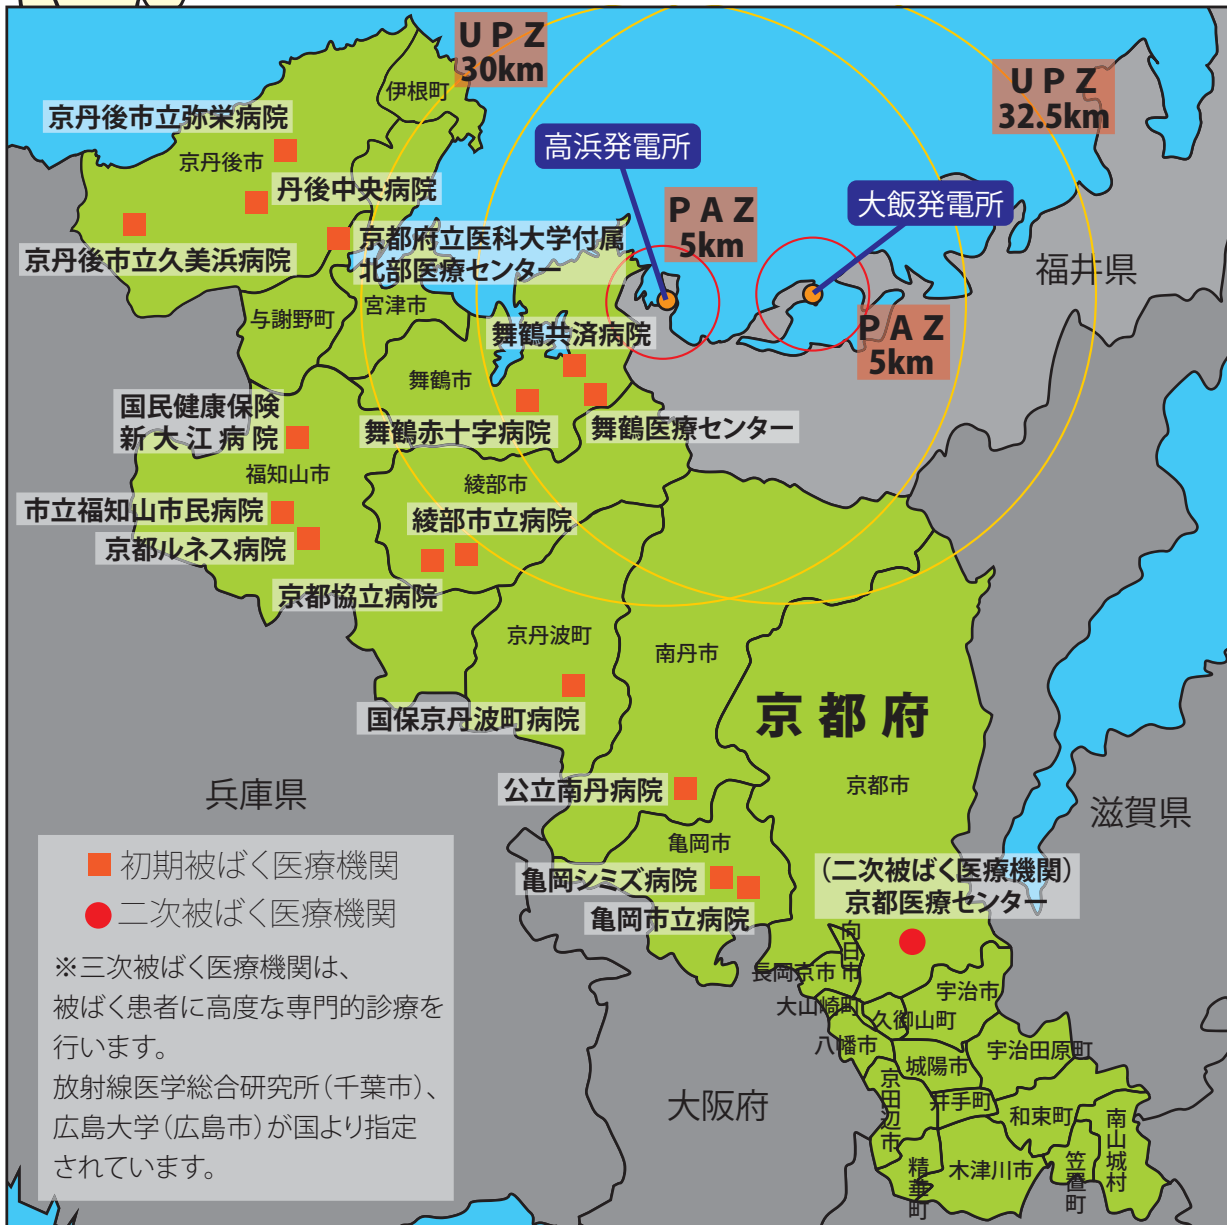 UPZ
30km
UPZ
32.5km
伊根町
京丹後市立弥栄病院
京丹後市
高浜発電所
丹後中央病院
PAZ
5km
大飯発電所
京都府立医科大学付属
北部医療センター
京丹後市立久美浜病院
福井県
宮津市
与謝野町
舞鶴共済病院
PAZ
5km
舞鶴市
国民健康保険
新大江病院
舞鶴赤十字病院
舞鶴医療センター
福知山市
綾部市
市立福知山市民病院
綾部市立病院
京都ルネス病院
京都協立病院
京丹波町
南丹市
国保京丹波町病院
京都府
公立南丹病院
京都市
兵庫県
滋賀県
亀岡市
亀岡シミズ病院
亀岡市立病院
(二次被ばく医療機関)
京都医療センター
初期被ばく医療機関
二次被ばく医療機関
※三次被ばく医療機関は、
被ばく患者に高度な専門的診療を
行います。
放射線医学総合研究所(千葉市)、
広島大学(広島市)が国より指定
されています。
向日市
長岡京市
大山崎町
宇治市
久御山町
八幡市
城陽市
宇治田原町
京田辺市
井手町
和束町
南山城村
大阪府
精華町
木津川市
笠置町